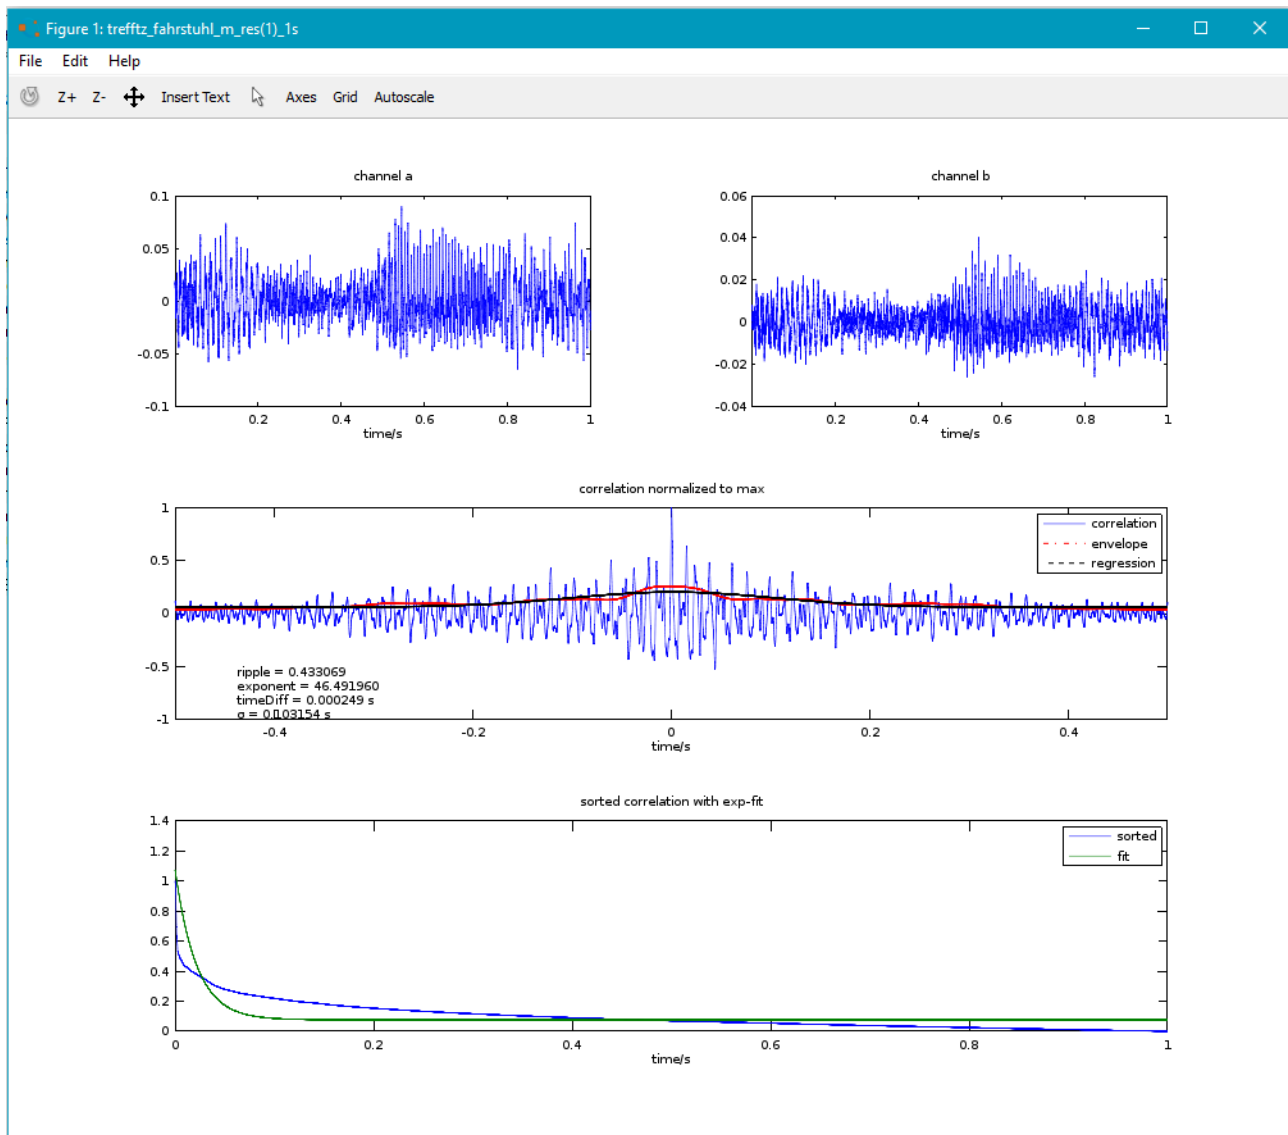 Figure 1: trefftz_fahrstuhl_m_res(1)_1s
File Edit Help
Z+ Z- Insert Text Axes Grid Autoscale
channel a
0.1
0.05
0
-0.05
-0.1
0.2 0.4 0.6 0.8 1
time/s
channel b
0.06
0.04
0.02
0
-0.02
-0.04
0.2 0.4 0.6 0.8 1
time/s
correlation normalized to max
1
0.5
0
-0.5
-1
correlation
envelope
regression
ripple = 0.433069
exponent = 46.491960
timeDiff = 0.000249 s
σ = 0.103154 s
-0.4 -0.2 0 0.2 0.4
time/s
sorted correlation with exp-fit
1.4
1.2
1
0.8
0.6
0.4
0.2
0
sorted
fit
0 0.2 0.4 0.6 0.8 1
time/s